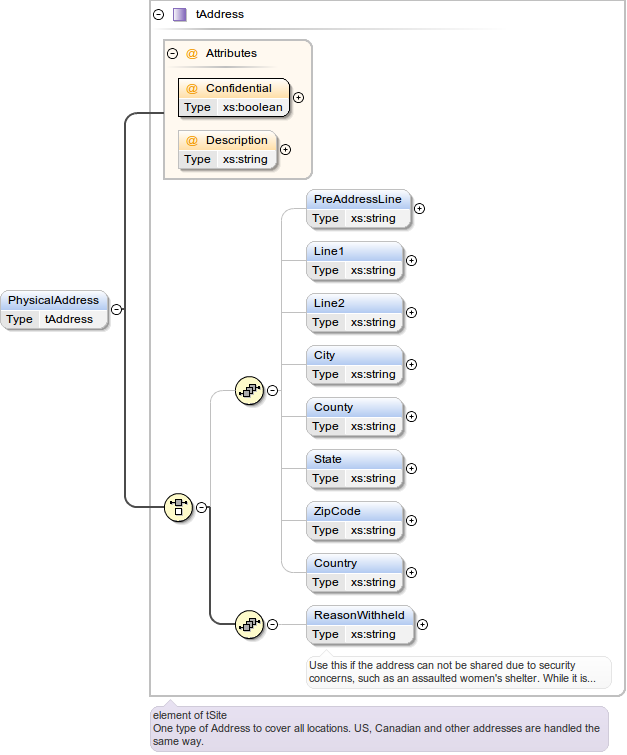 tAddress
@ Attributes
@ Confidential
Type xs:boolean
@ Description
Type xs:string
PreAddressLine
Type xs:string
Line1
Type xs:string
Line2
Type xs:string
PhysicalAddress
Type tAddress
City
Type xs:string
County
Type xs:string
State
Type xs:string
ZipCode
Type xs:string
Country
Type xs:string
ReasonWithheld
Type xs:string
Use this if the address can not be shared due to security
concerns, such as an assaulted women's shelter. While it is...
element of tSite
One type of Address to cover all locations. US, Canadian and other addresses are handled the
same way.